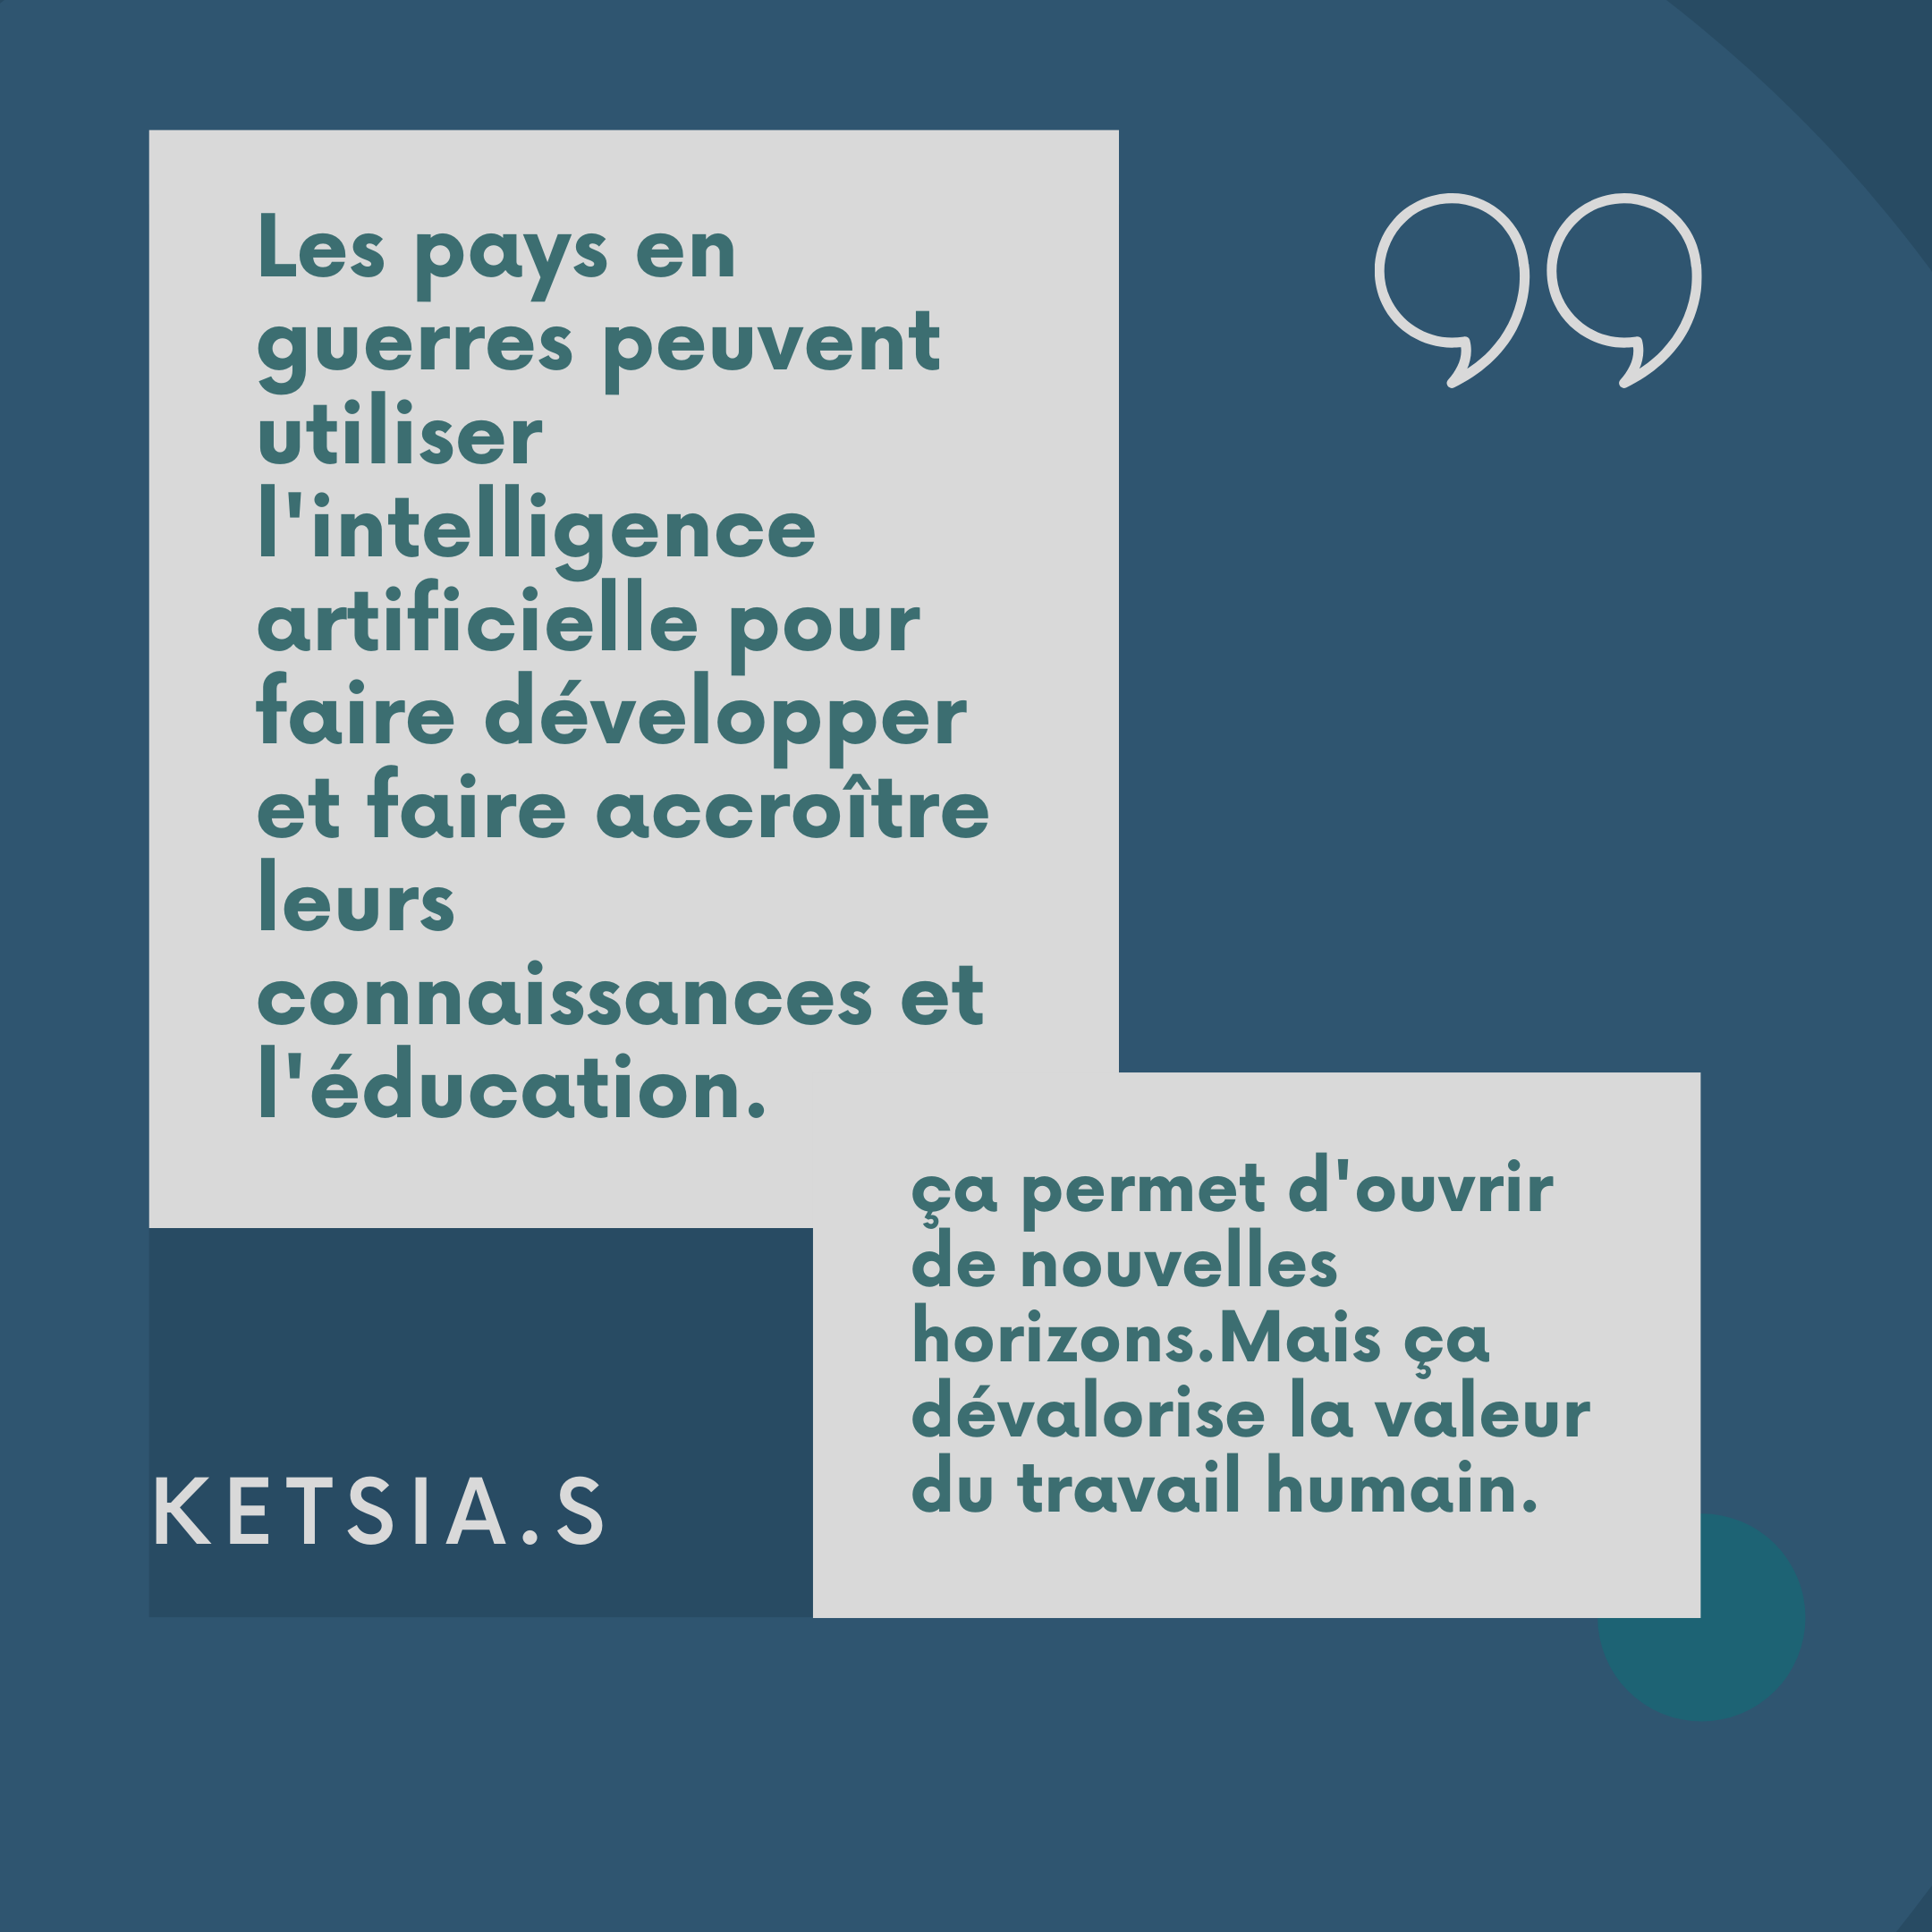 Les pays en
guerres peuvent
utiliser
l'intelligence
artificielle pour
faire développer
et faire accroître
leurs
connaissances et
l'éducation.
ça permet d'ouvrir
de nouvelles
horizons.Mais ça
dévalorise la valeur
du travail humain.
KETSIA.S